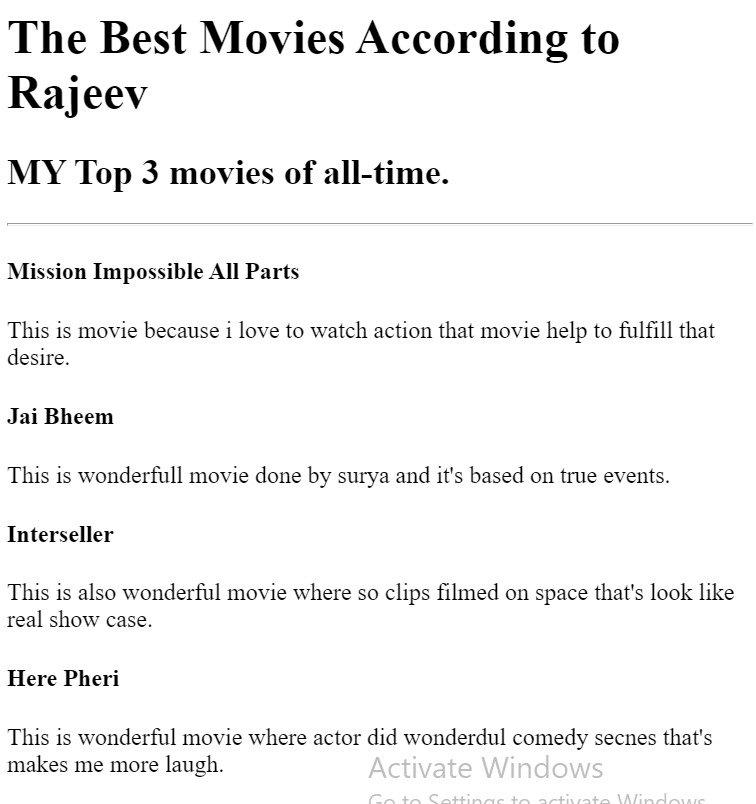 The Best Movies According to
Rajeev
MY Top 3 movies of all-time.
Mission Impossible All Parts
This is movie because i love to watch action that movie help to fulfill that
desire.
Jai Bheem
This is wonderfull movie done by surya and it's based on true events.
Interseller
This is also wonderful movie where so clips filmed on space that's look like
real show case.
Here Pheri
This is wonderful movie where actor did wonderdul comedy secnes that's
makes me more laugh.
Activate Windows
Go to Settings to activate Windows